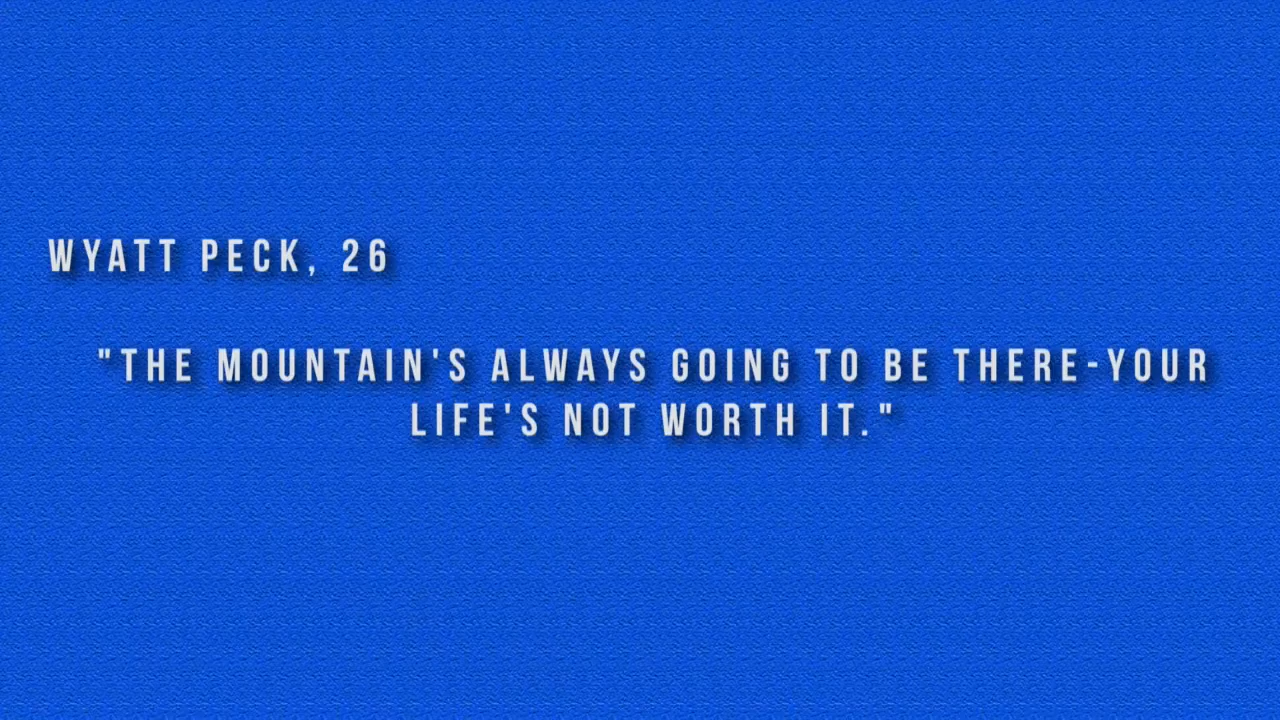 WYATT PECK, 26
"THE MOUNTAIN'S ALWAYS GOING TO BE THERE-YOUR
LIFE'S NOT WORTH IT."